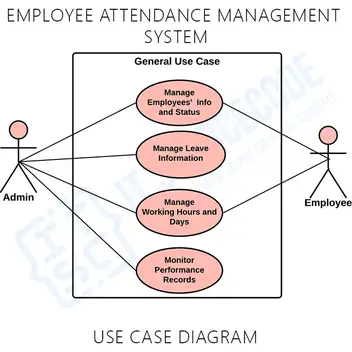 EMPLOYEE ATTENDANCE MANAGEMENT
SYSTEM
General Use Case
Manage
Employees' Info
and Status
Manage Leave
Information
Manage
Working Hours and
Days
Monitor
Performance
Records
Admin
Employee
USE CASE DIAGRAM